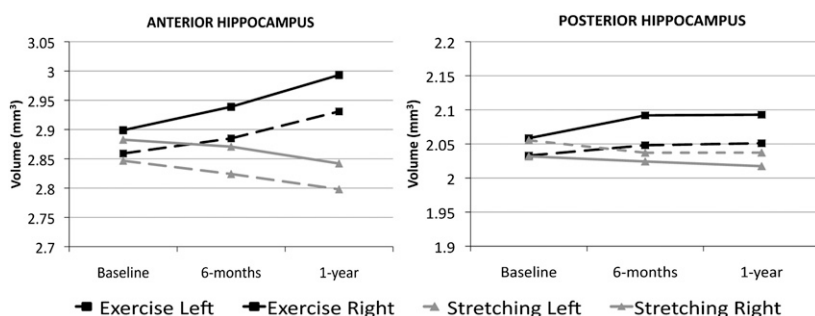 ANTERIOR HIPPOCAMPUS
Volume (mm³)
3.05
3
2.95
2.9
2.85
2.8
2.75
2.7
Baseline 6-months 1-year
POSTERIOR HIPPOCAMPUS
Volume (mm³)
2.2
2.15
2.1
2.05
2
1.95
1.9
Baseline 6-months 1-year
Exercise Left Exercise Right Stretching Left Stretching Right